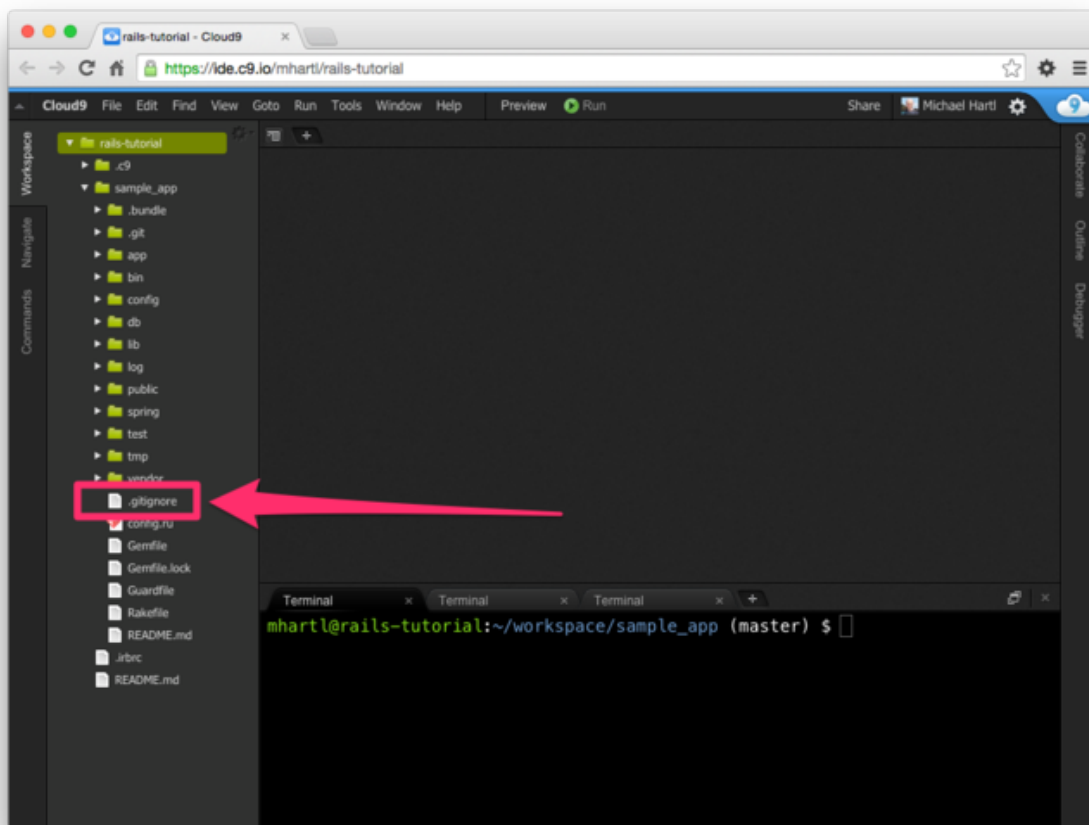 rails-tutorial - Cloud9
https://ide.c9.io/mhartl/rails-tutorial
Cloud9 File Edit Find View Goto Run Tools Window Help Preview Run Share Michael Hartl 9
Workspace
Navigate
Commands
rails-tutorial
.c9
sample_app
.bundle
.git
app
bin
config
db
lib
log
public
spring
test
tmp
vendor
.gitignore
config.ru
Gemfile
Gemfile.lock
Guardfile
Rakefile
README.md
.irbrc
README.md
Collaborate
Outline
Debugger
Terminal Terminal Terminal
mhartl@rails-tutorial:~/workspace/sample_app (master) $